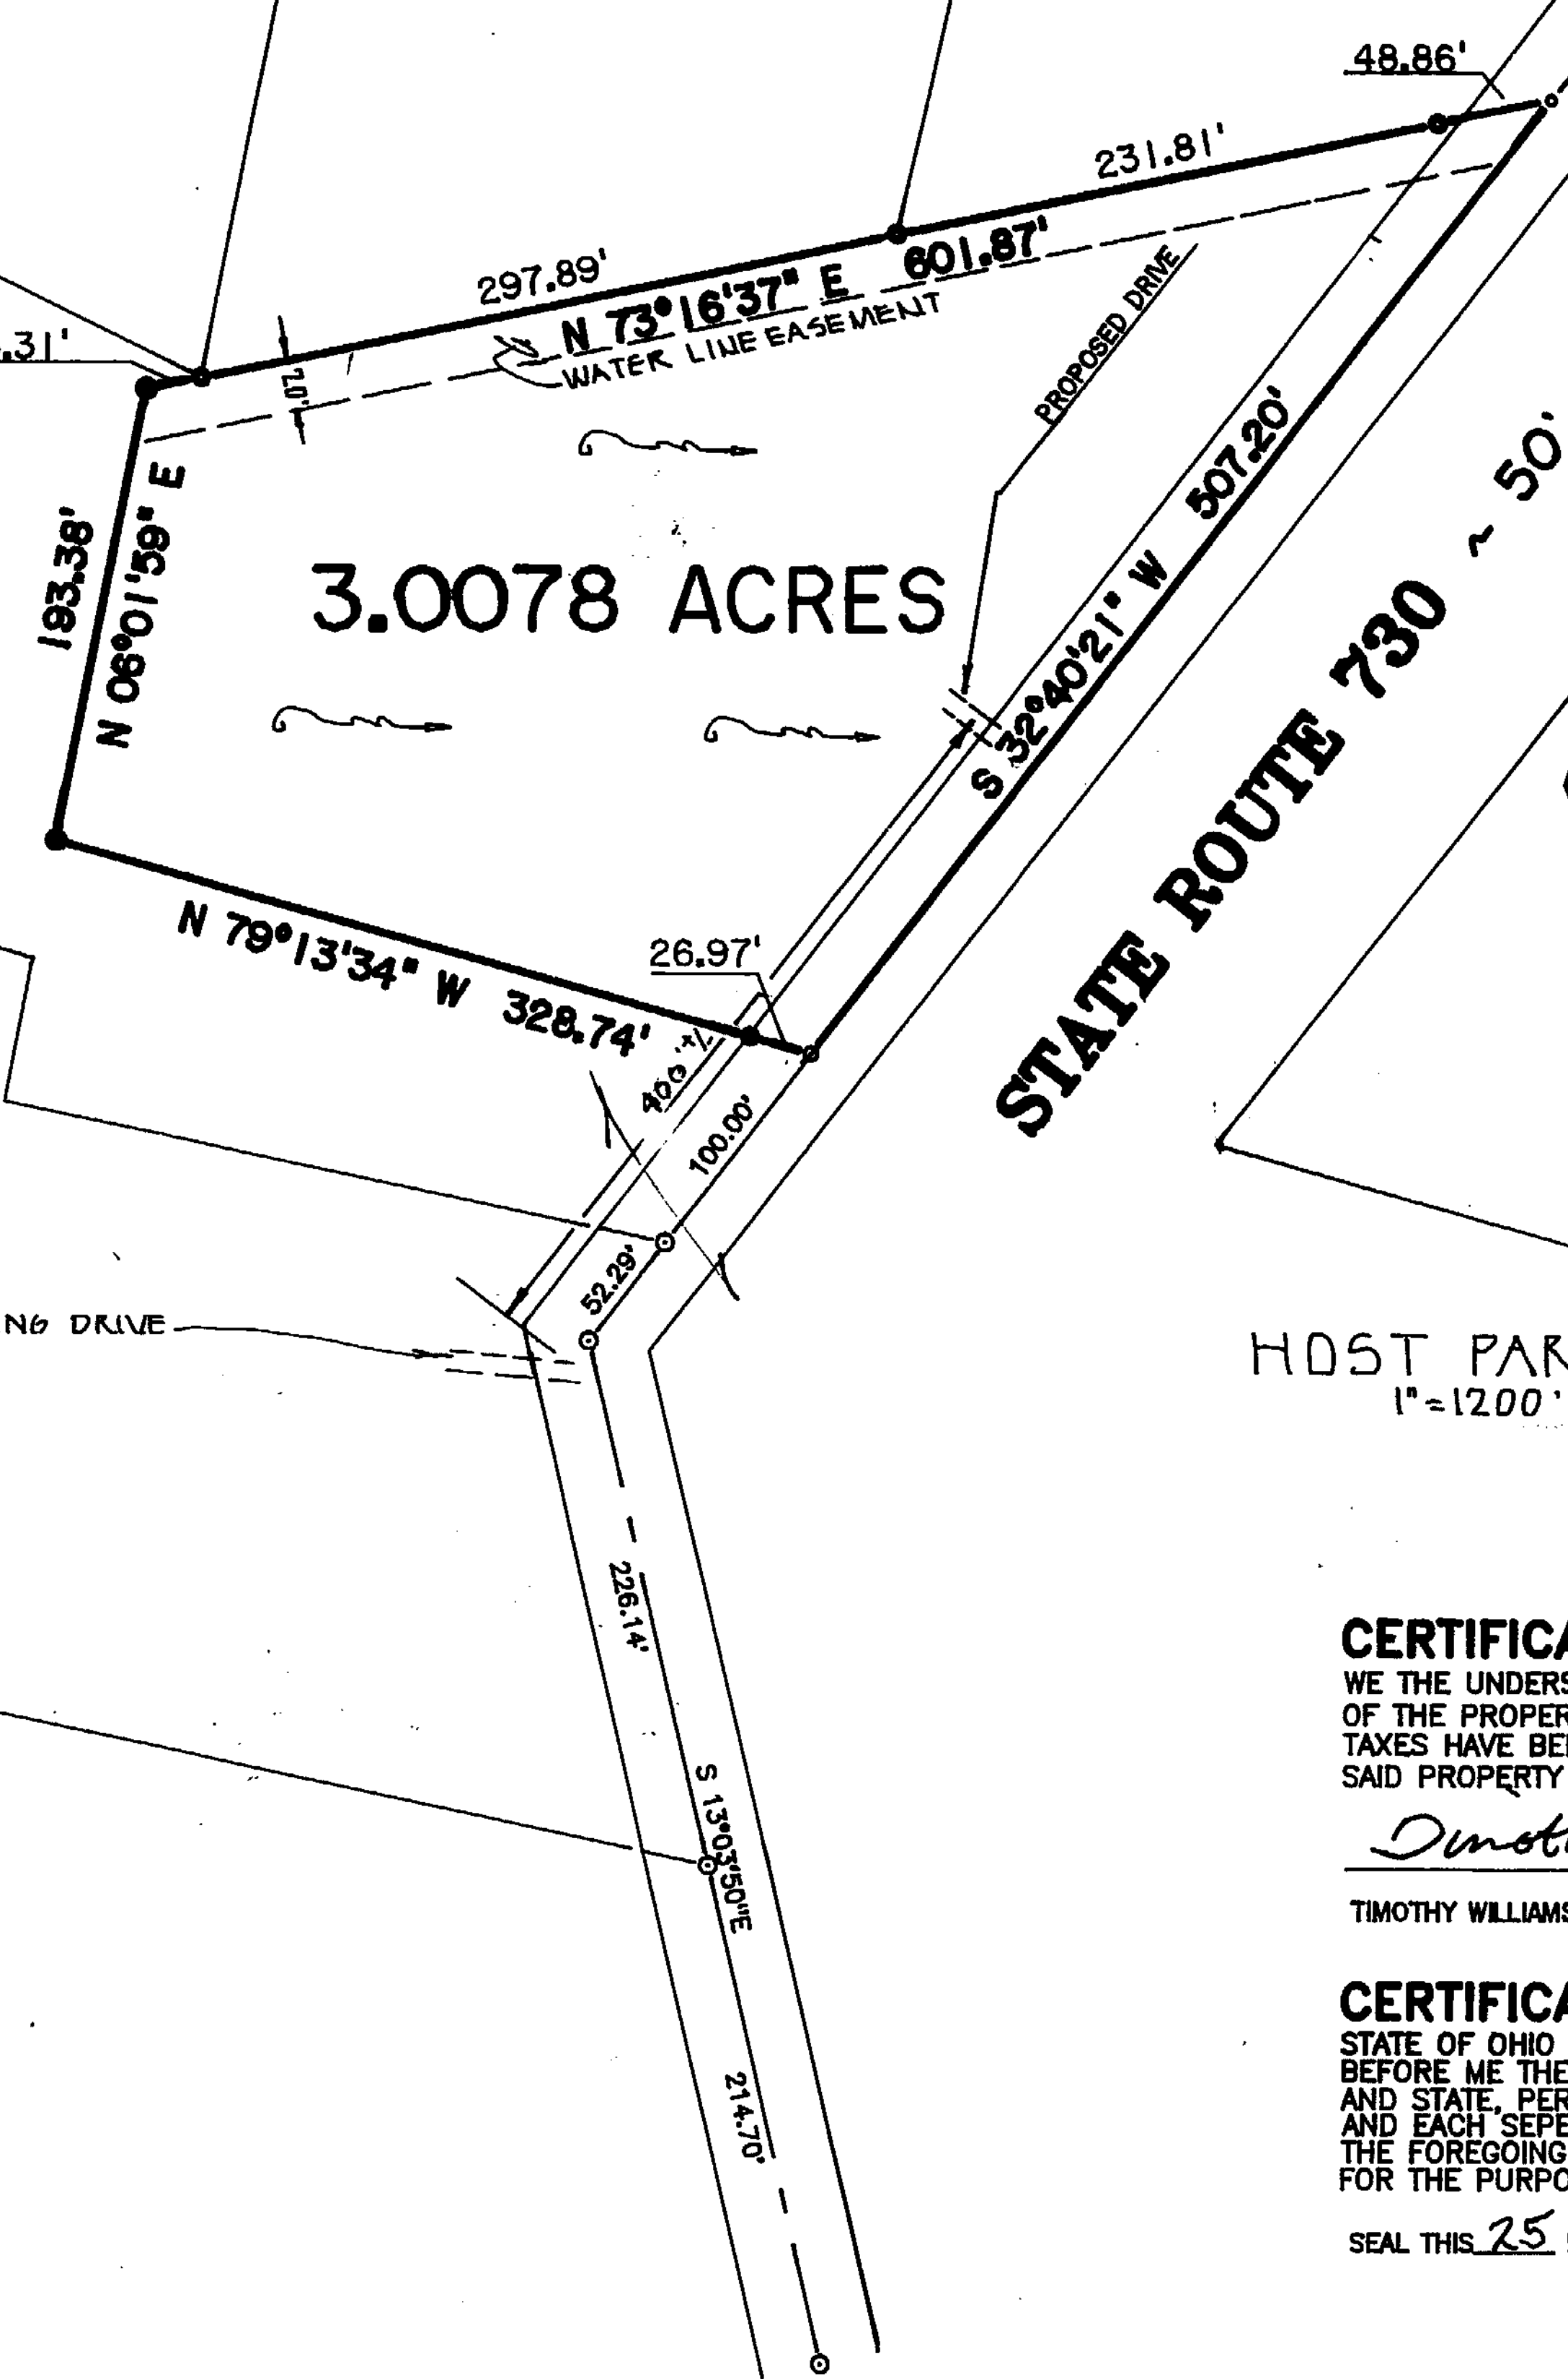 48.86'
231.81'
297.89'
N 73°16'37" E 601.87'
WATER LINE EASEMENT
.31'
20'
PROPOSED DRIVE
193.38'
N 06°01'59" E
3.0078 ACRES
S 32°40'21" W 507.20'
STATE ROUTE 730 ~ 50'
N 79°13'34" W 328.74'
26.97'
400'+/-
100.00'
52.29'
NG DRIVE
HOST PAR
1"=1200'
226.14'
S 13°03'50"E
214.70'
CERTIFICA
WE THE UNDERS
OF THE PROPER
TAXES HAVE BE
SAID PROPERTY
TIMOTHY WILLIAMS
CERTIFICA
STATE OF OHIO
BEFORE ME THE
AND STATE, PER
AND EACH SEPE
THE FOREGOING
FOR THE PURPO
SEAL THIS 25